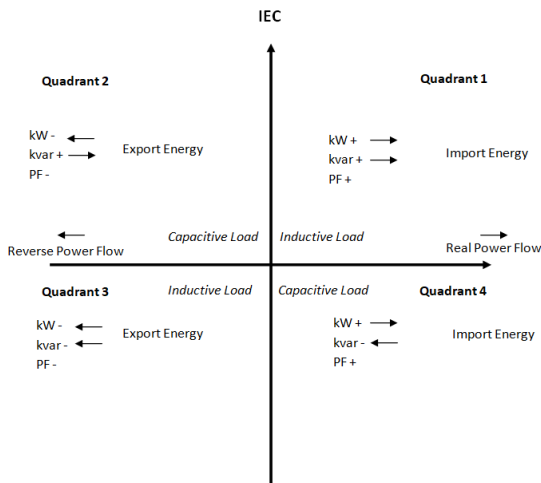 IEC
Quadrant 2
Quadrant 1
kW -
kvar +
PF -
Export Energy
kW +
kvar +
PF +
Import Energy
Reverse Power Flow
Capacitive Load
Inductive Load
Real Power Flow
Quadrant 3
Inductive Load
Capacitive Load
Quadrant 4
kW -
kvar -
PF -
Export Energy
kW +
kvar -
PF +
Import Energy